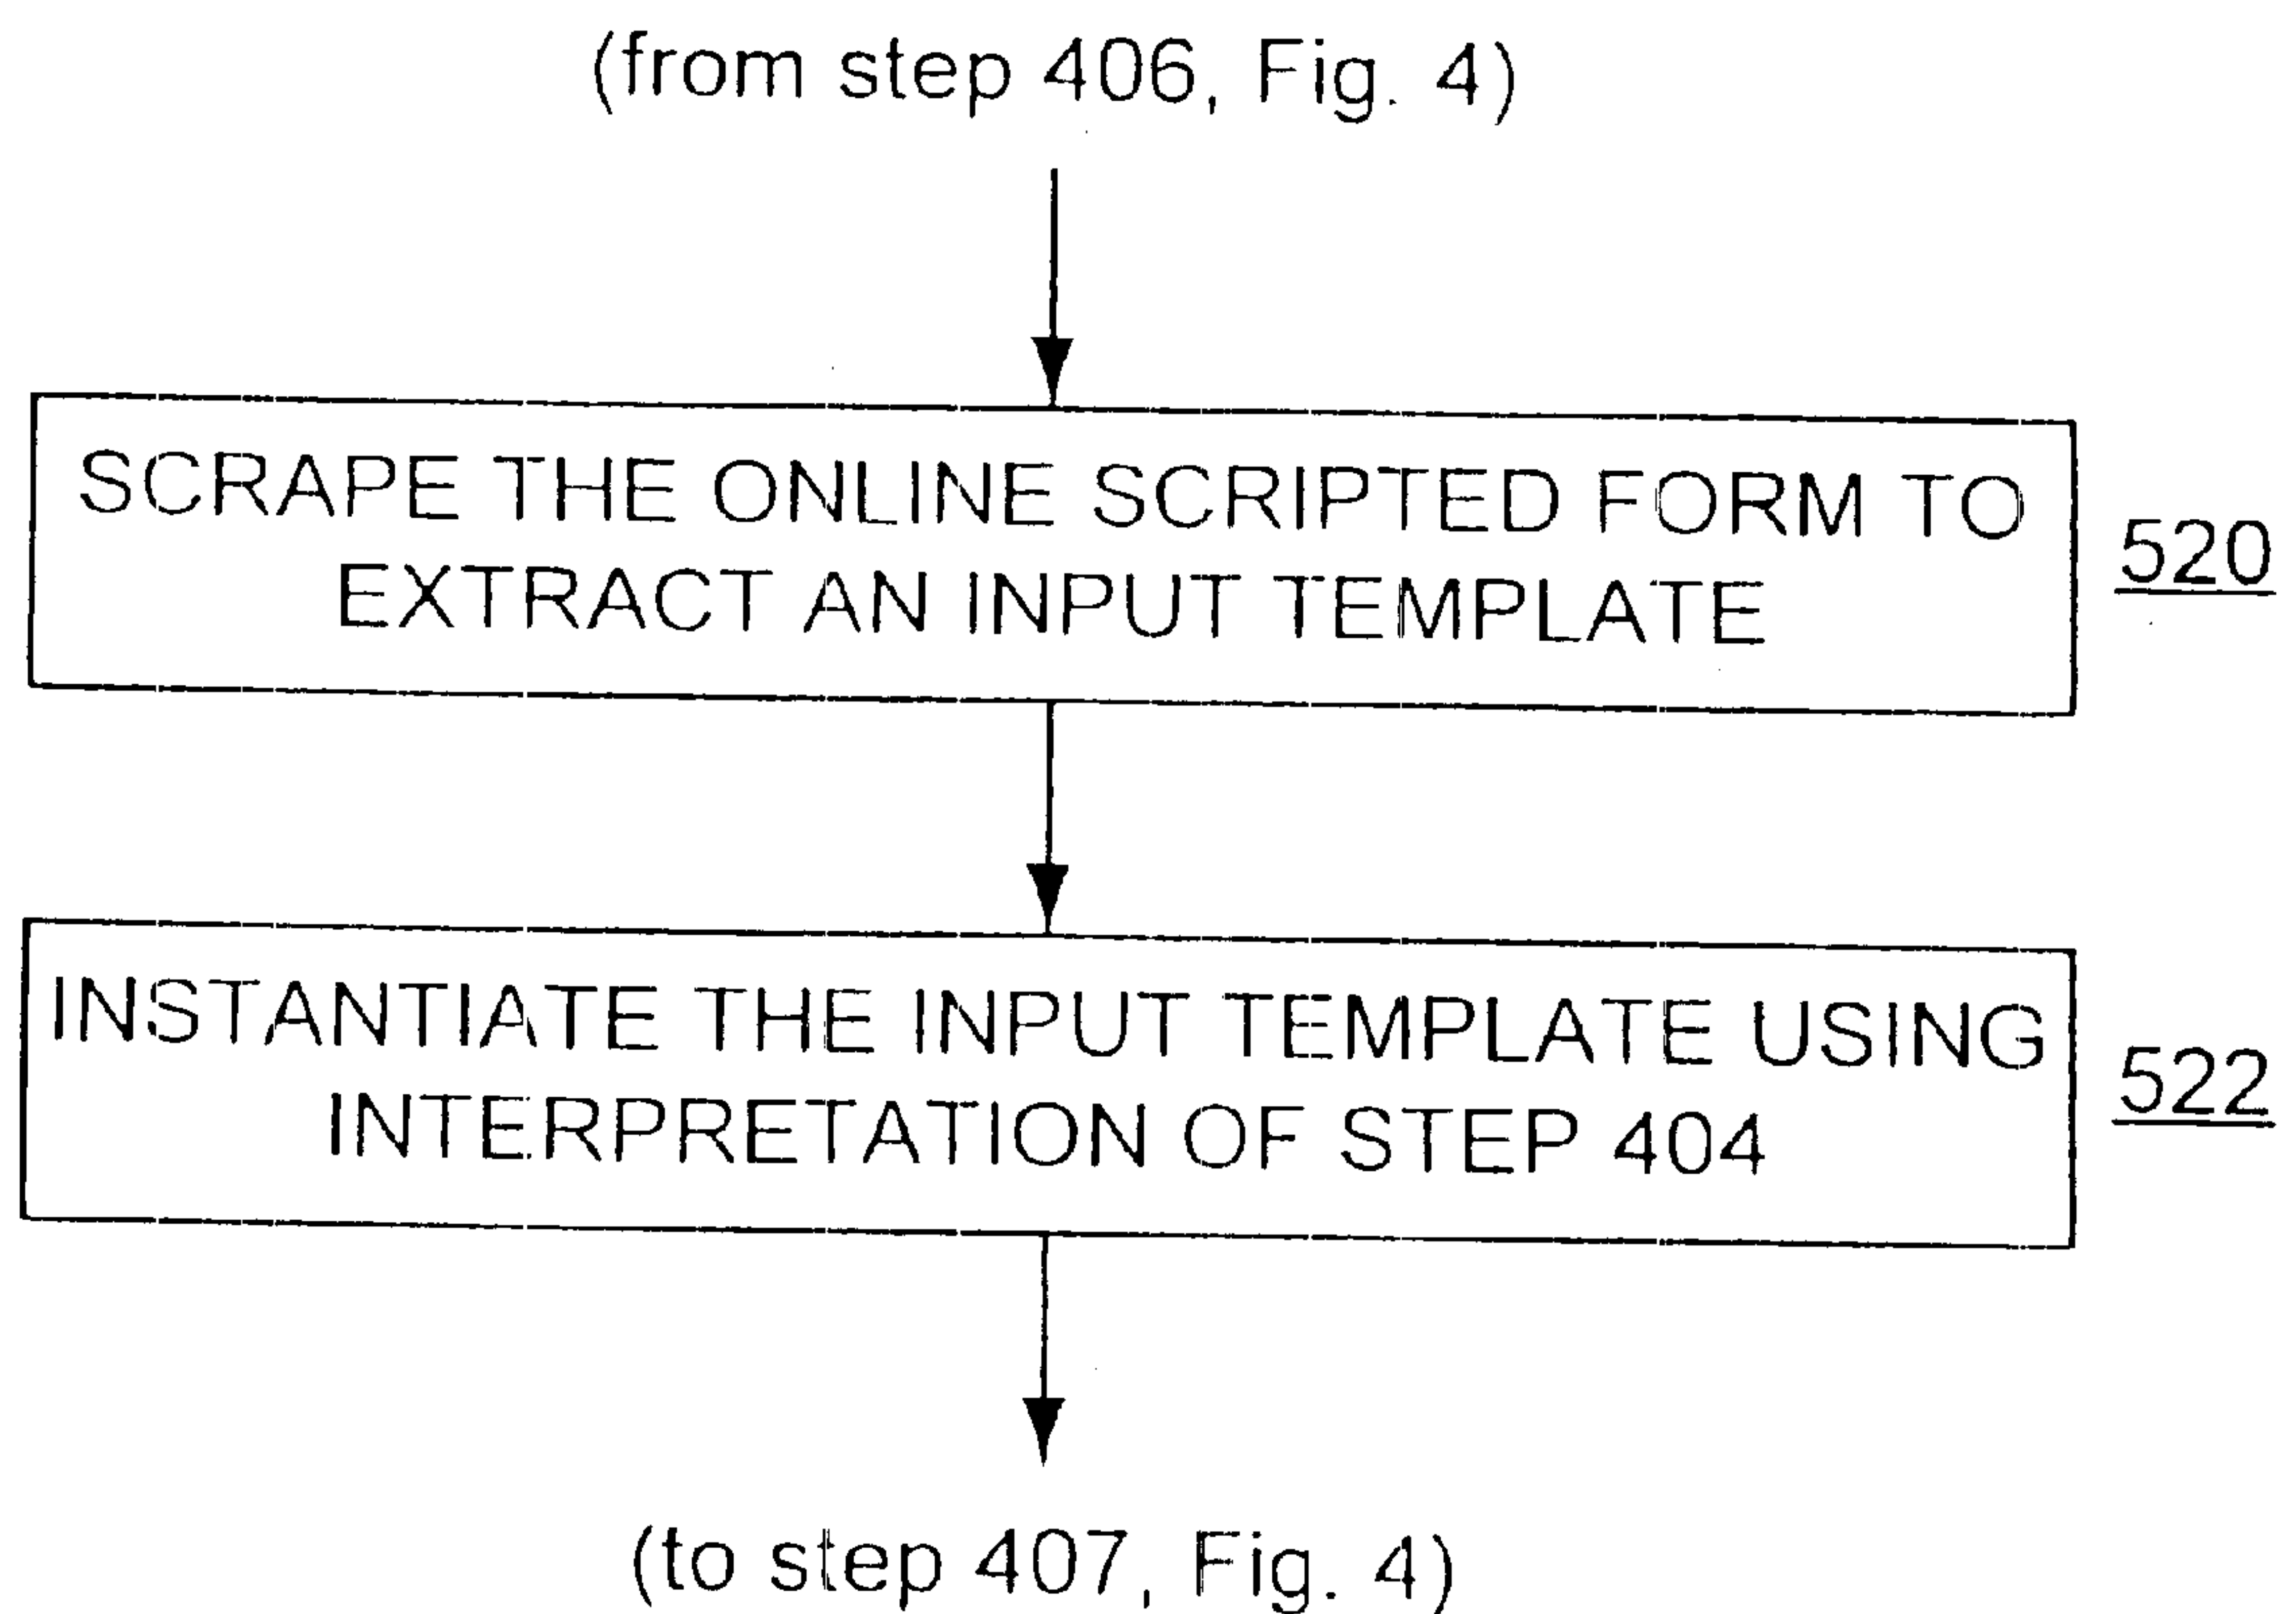 (from step 406, Fig. 4)
SCRAPE THE ONLINE SCRIPTED FORM TO
EXTRACT AN INPUT TEMPLATE
520
INSTANTIATE THE INPUT TEMPLATE USING
INTERPRETATION OF STEP 404
522
(to step 407, Fig. 4)